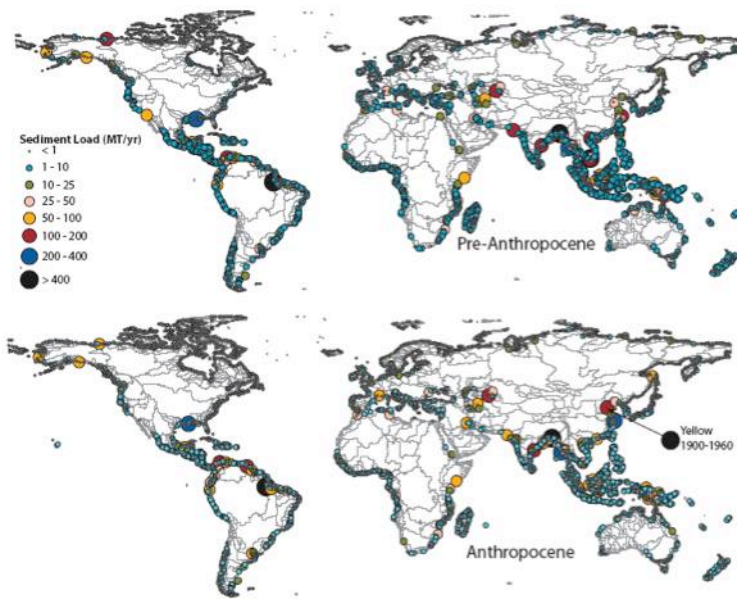 Sediment Load (MT/yr)
< 1
1 - 10
10 - 25
25 - 50
50 - 100
100 - 200
200 - 400
> 400
Pre-Anthropocene
Yellow
1900-1960
Anthropocene